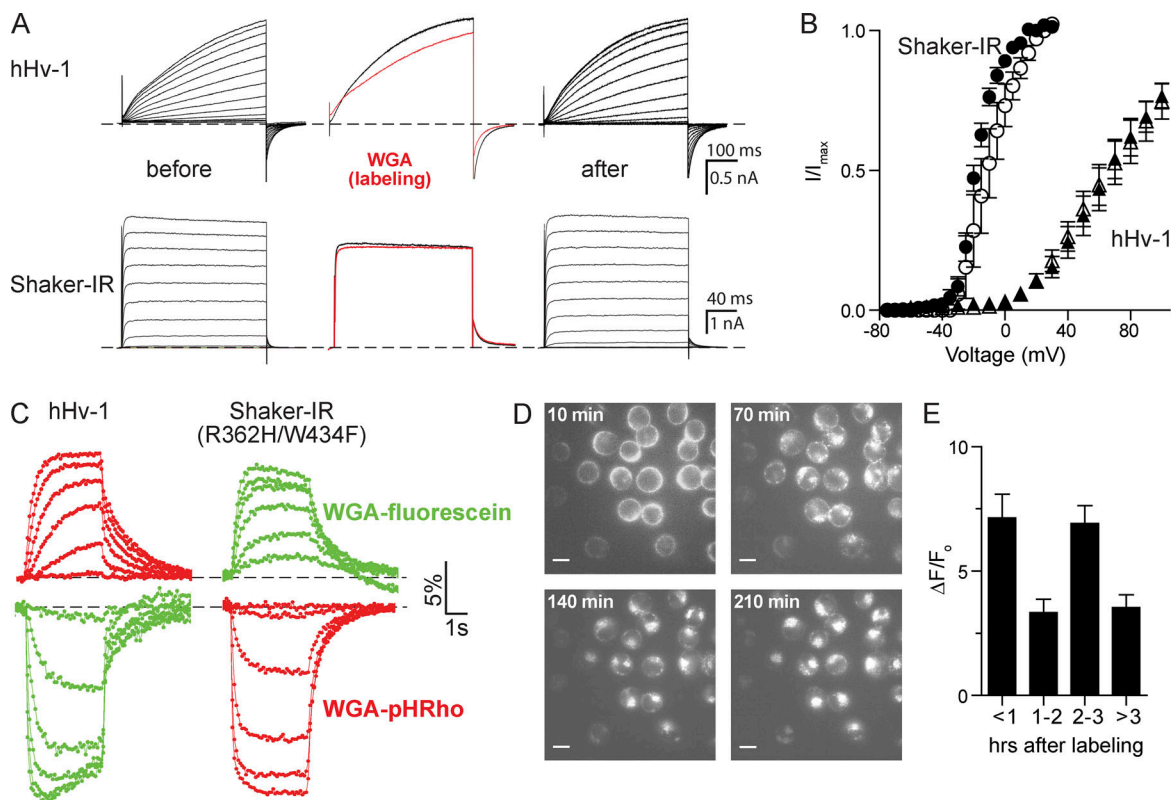 A
hHv-1
before
WGA
(labeling)
after
100 ms
0.5 nA
Shaker-IR
40 ms
1 nA
B
I/Imax
1.0
0.5
0.0
Shaker-IR
hHv-1
-80
-40
0
40
80
Voltage (mV)
C
hHv-1
Shaker-IR
(R362H/W434F)
WGA-fluorescein
5%
1s
WGA-pHRho
D
10 min
70 min
140 min
210 min
E
ΔF/Fo
10
5
0
<1
1-2
2-3
>3
hrs after labeling